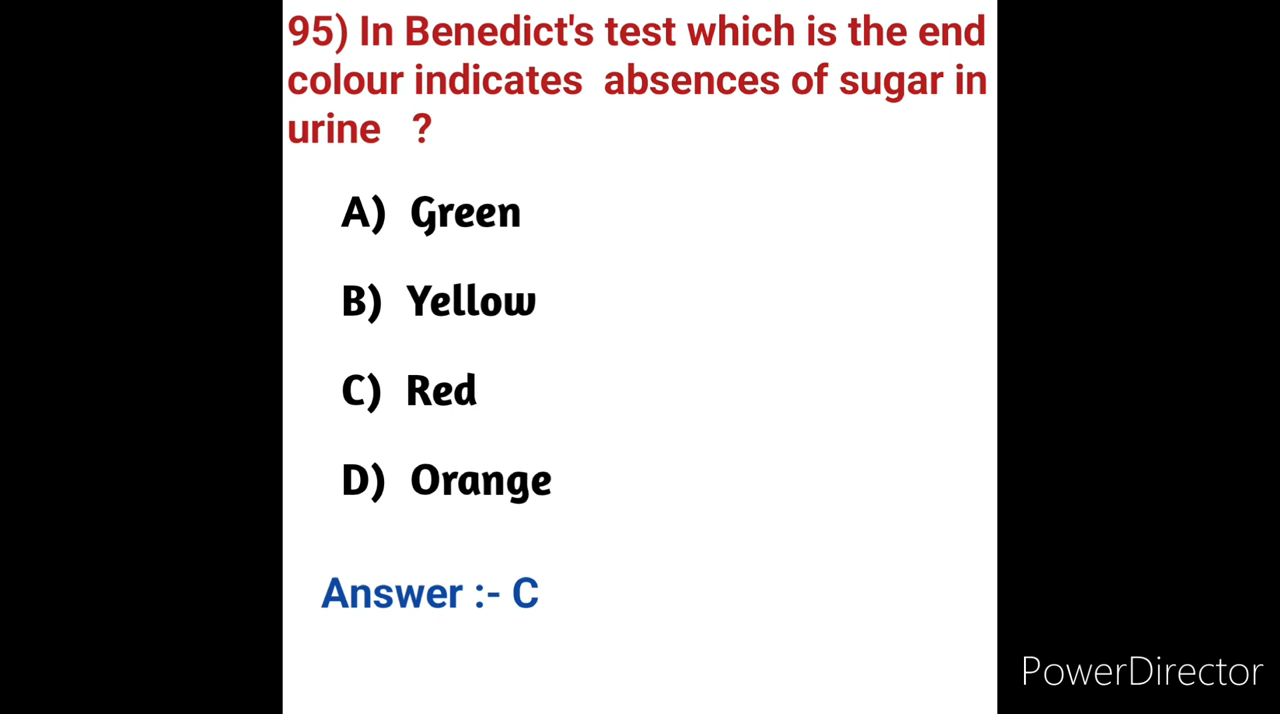 95) In Benedict's test which is the end
colour indicates absences of sugar in
urine ?
A) Green
B) Yellow
C) Red
D) Orange
Answer :- C
PowerDirector